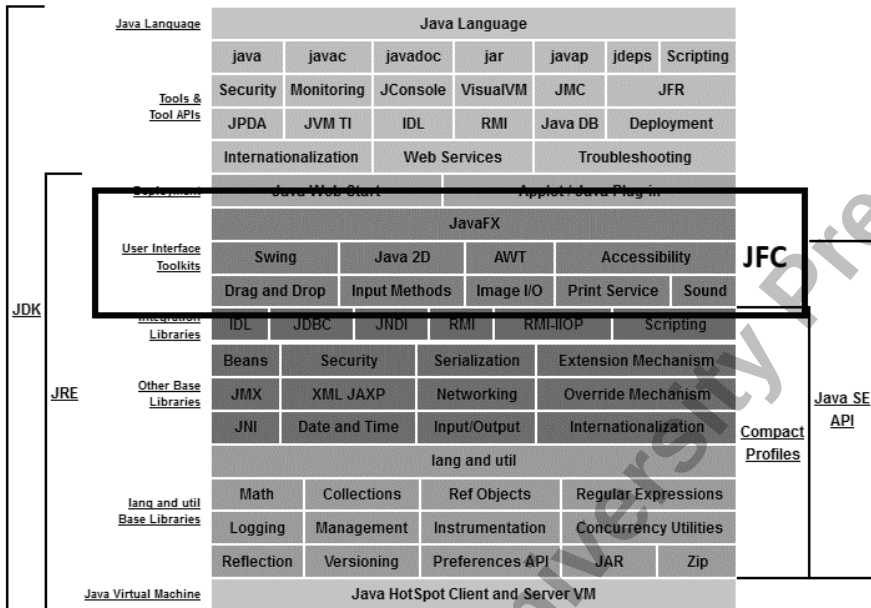 Java Language Java Language
java javac javadoc jar javap jdeps Scripting
Security Monitoring JConsole VisualVM JMC JFR
Tools &
Tool APIs
JPDA JVM TI IDL RMI Java DB Deployment
Internationalization Web Services Troubleshooting
Deployment Java Web Start Applet / Java Plug-in
JavaFX
User Interface
Toolkits
Swing Java 2D AWT Accessibility
JFC
Drag and Drop Input Methods Image I/O Print Service Sound
JDK
Integration
Libraries
IDL JDBC JNDI RMI RMI-IIOP Scripting
Beans Security Serialization Extension Mechanism
JRE
Other Base
Libraries
JMX XML JAXP Networking Override Mechanism
Java SE
API
JNI Date and Time Input/Output Internationalization
Compact
Profiles
lang and util
Math Collections Ref Objects Regular Expressions
lang and util
Base Libraries
Logging Management Instrumentation Concurrency Utilities
Reflection Versioning Preferences API JAR Zip
Java Virtual Machine Java HotSpot Client and Server VM